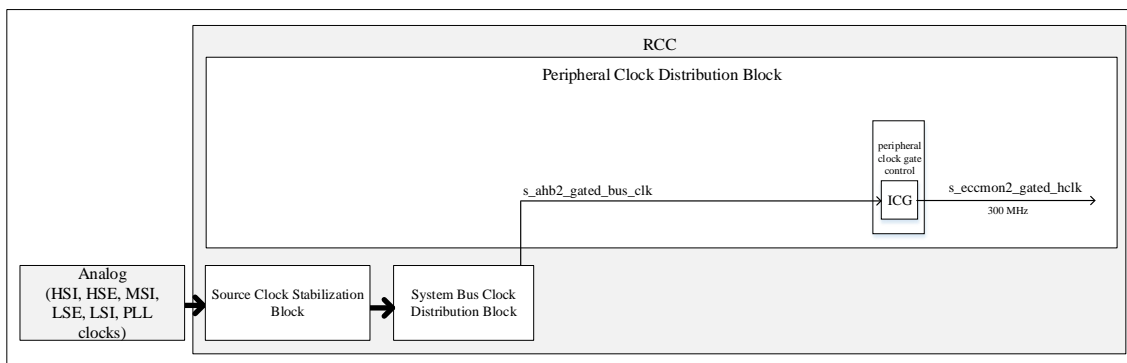 RCC
Peripheral Clock Distribution Block
peripheral
clock gate
control
s_ahb2_gated_bus_clk
ICG
s_eccmon2_gated_hclk
300 MHz
Analog
(HSI, HSE, MSI,
LSE, LSI, PLL
clocks)
Source Clock Stabilization
Block
System Bus Clock
Distribution Block